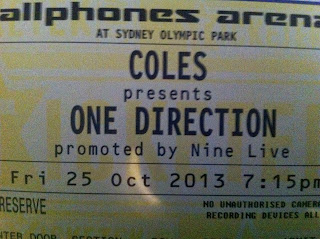 allphones arena
AT SYDNEY OLYMPIC PARK
COLES
presents
ONE DIRECTION
promoted by Nine Live
Fri 25 Oct 2013 7:15pm
RESERVE NO UNAUTHORISED CAMERA
RECORDING DEVICES ALL